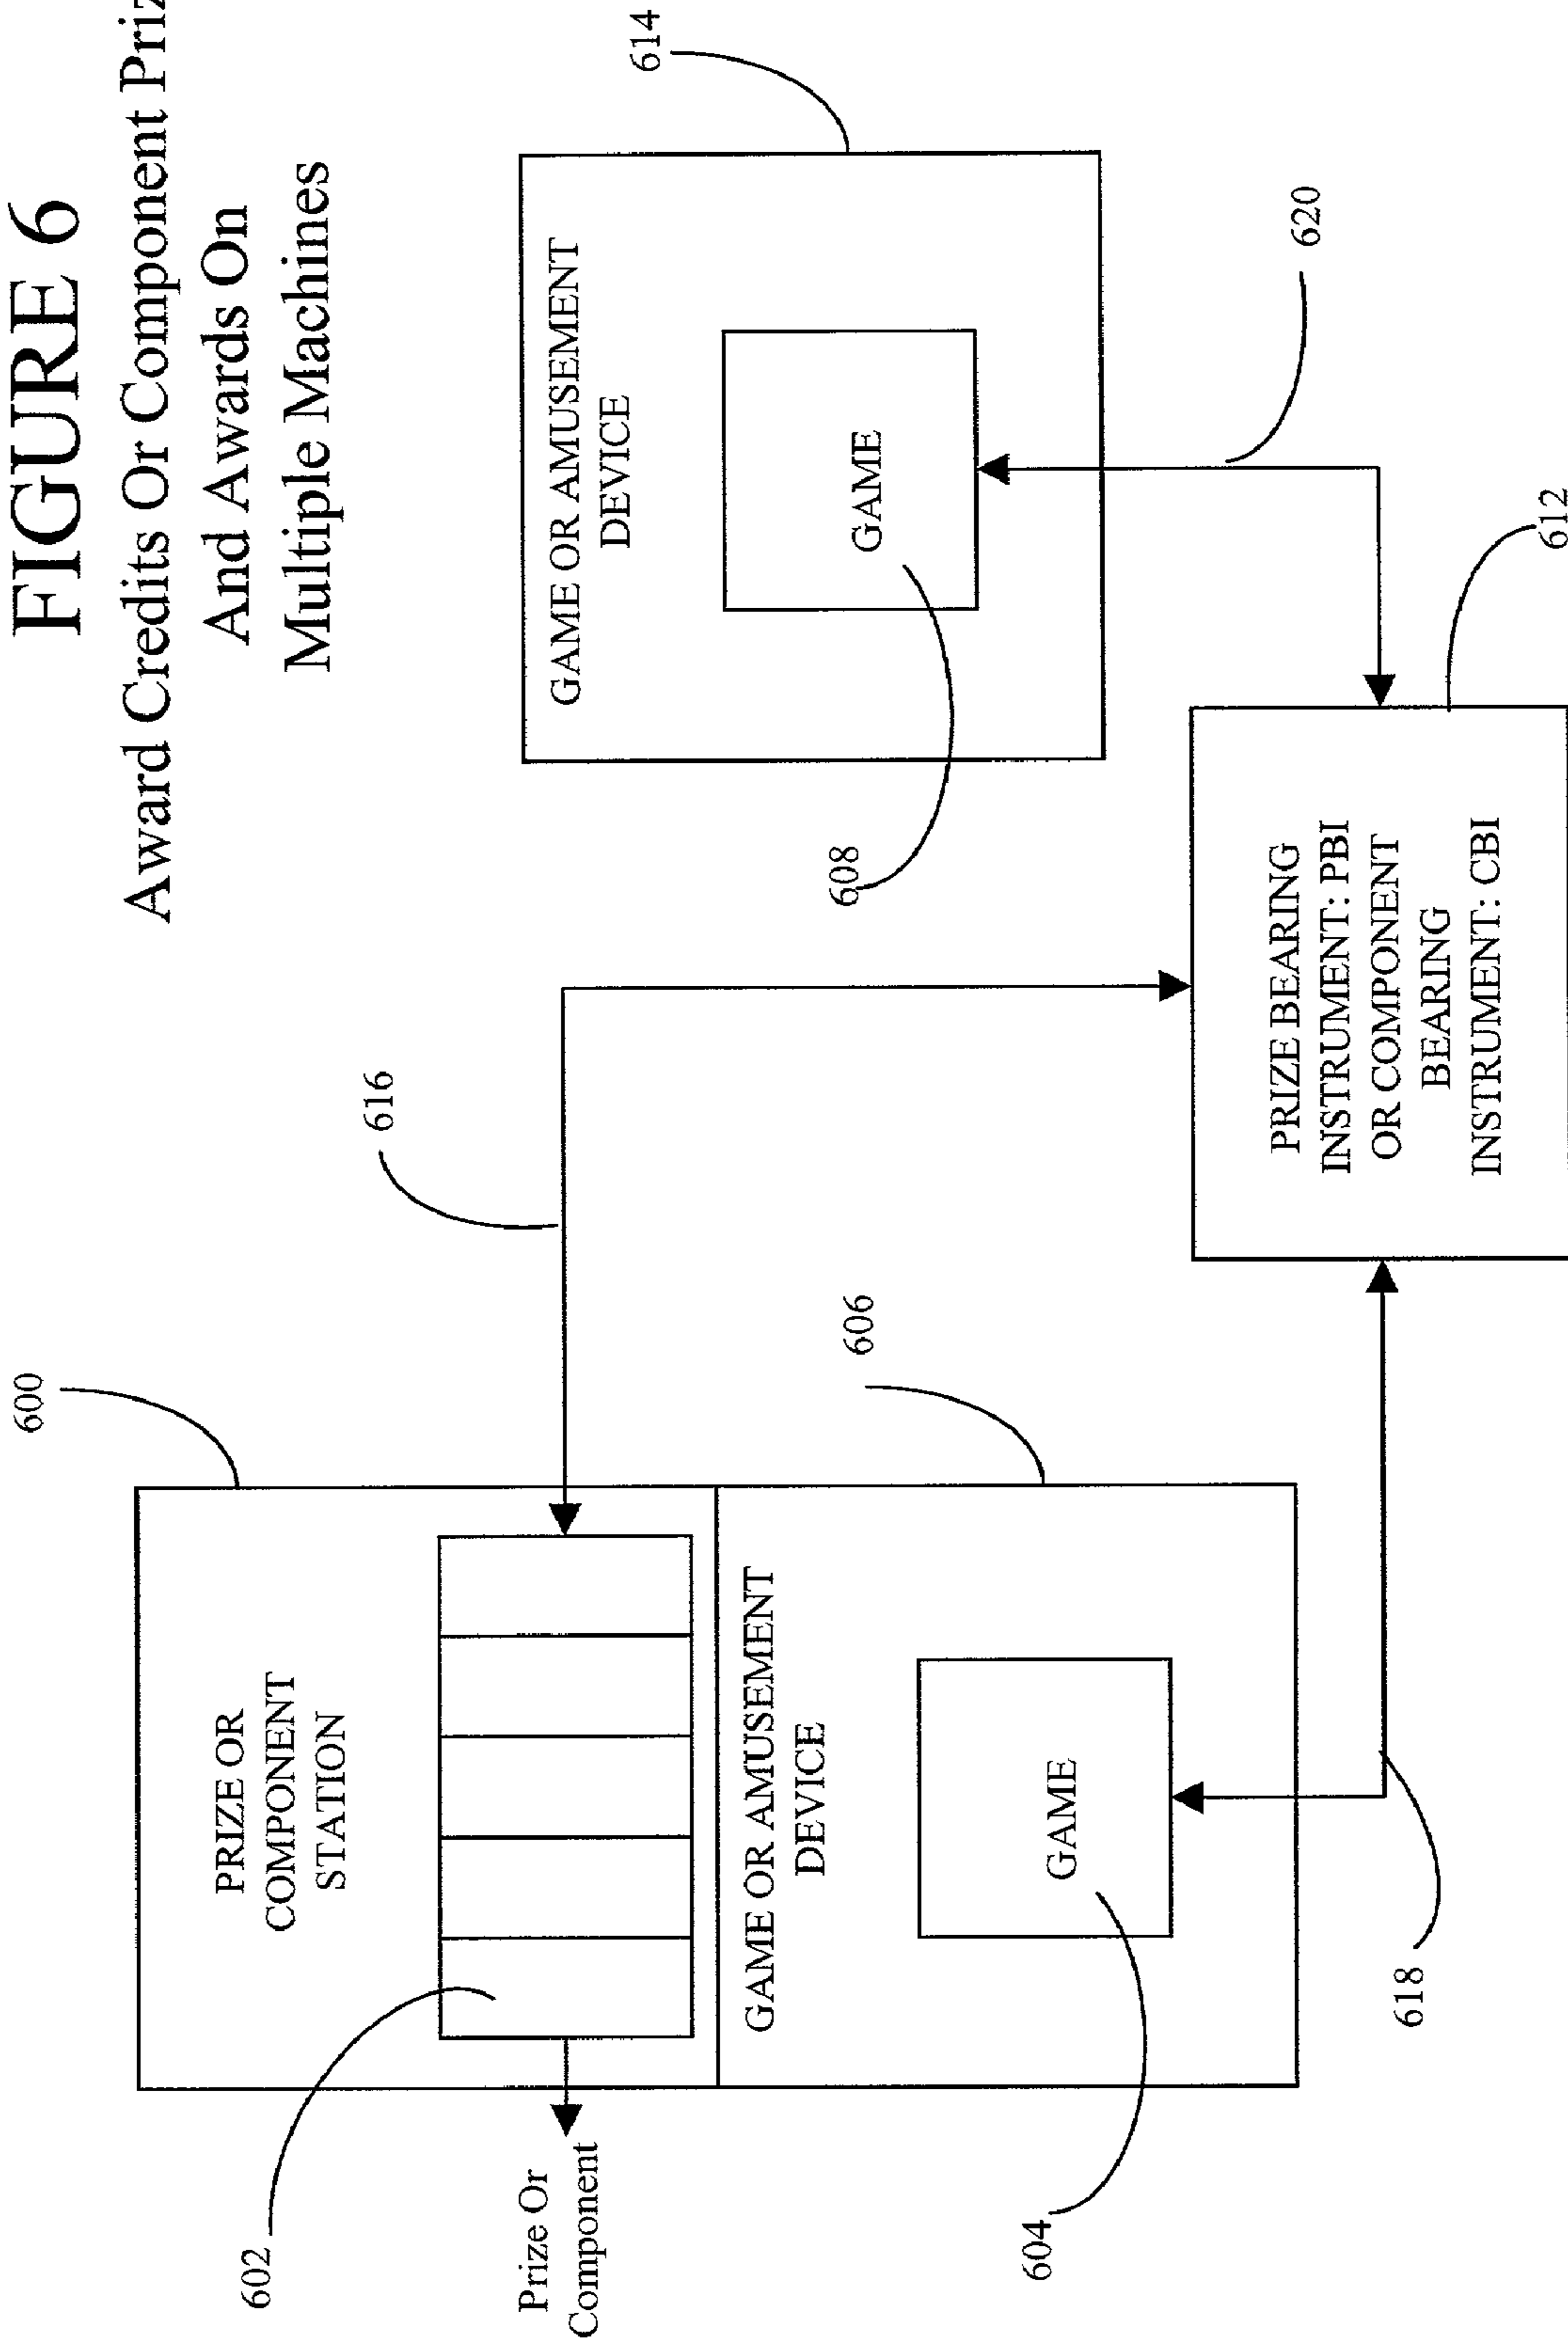 FIGURE 6
Award Credits Or Component Priz
And Awards On
Multiple Machines
600
PRIZE OR
COMPONENT
STATION
602
Prize Or
Component
616
GAME OR AMUSEMENT
DEVICE
614
GAME
608
GAME OR AMUSEMENT
DEVICE
606
GAME
604
620
618
PRIZE BEARING
INSTRUMENT: PBI
OR COMPONENT
BEARING
INSTRUMENT: CBI
612